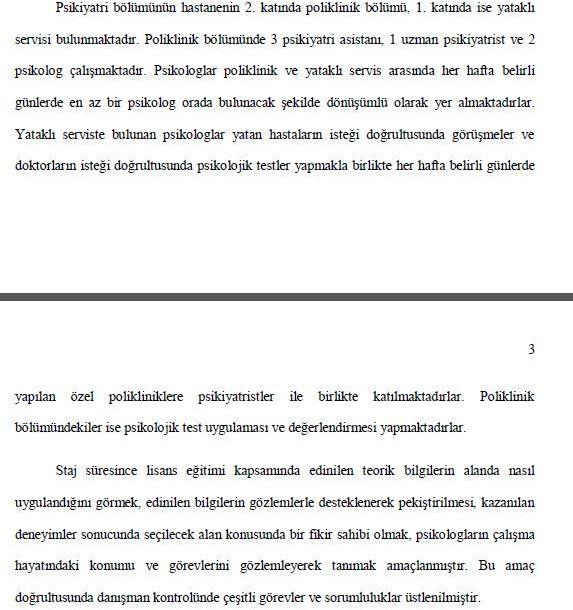 Psikiyatri bölümünün hastanenin 2. katında poliklinik bölümü, 1. katında ise yataklı
servisi bulunmaktadır. Poliklinik bölümünde 3 psikiyatri asistanı, 1 uzman psikiyatrist ve 2
psikolog çalışmaktadır. Psikologlar poliklinik ve yataklı servis arasında her hafta belirli
günlerde en az bir psikolog orada bulunacak şekilde dönüşümlü olarak yer almaktadırlar.
Yataklı serviste bulunan psikologlar yatan hastaların isteği doğrultusunda görüşmeler ve
doktorların isteği doğrultusunda psikolojik testler yapmakla birlikte her hafta belirli günlerde
3
yapılan özel polikliniklere psikiyatristler ile birlikte katılmaktadırlar. Poliklinik
bölümündekiler ise psikolojik test uygulaması ve değerlendirmesi yapmaktadırlar.
Staj süresince lisans eğitimi kapsamında edinilen teorik bilgilerin alanda nasıl
uygulandığını görmek, edinilen bilgilerin gözlemlerle desteklenerek pekiştirilmesi, kazanılan
deneyimler sonucunda seçilecek alan konusunda bir fikir sahibi olmak, psikologların çalışma
hayatındaki konumu ve görevlerini gözlemleyerek tanımak amaçlanmıştır. Bu amaç
doğrultusunda danışman kontrolünde çeşitli görevler ve sorumluluklar üstlenilmiştir.